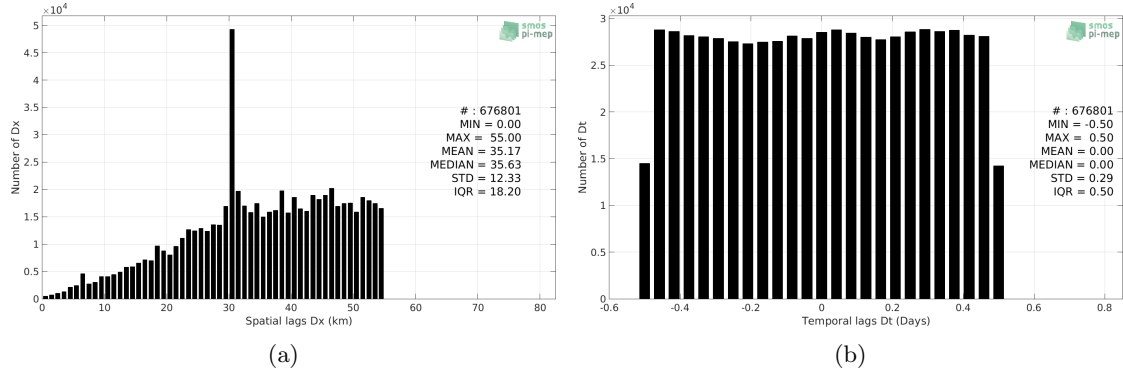 ×10⁴
5
4.5
4
3.5
3
2.5
2
1.5
1
0.5
0
Number of Dx
smos
pi-mep
# : 676801
MIN = 0.00
MAX = 55.00
MEAN = 35.17
MEDIAN = 35.63
STD = 12.33
IQR = 18.20
0 10 20 30 40 50 60 70 80
Spatial lags Dx (km)
(a)
×10⁴
3
2.5
2
1.5
1
0.5
0
Number of Dt
smos
pi-mep
# : 676801
MIN = -0.50
MAX = 0.50
MEAN = 0.00
MEDIAN = 0.00
STD = 0.29
IQR = 0.50
-0.6 -0.4 -0.2 0 0.2 0.4 0.6 0.8
Temporal lags Dt (Days)
(b)